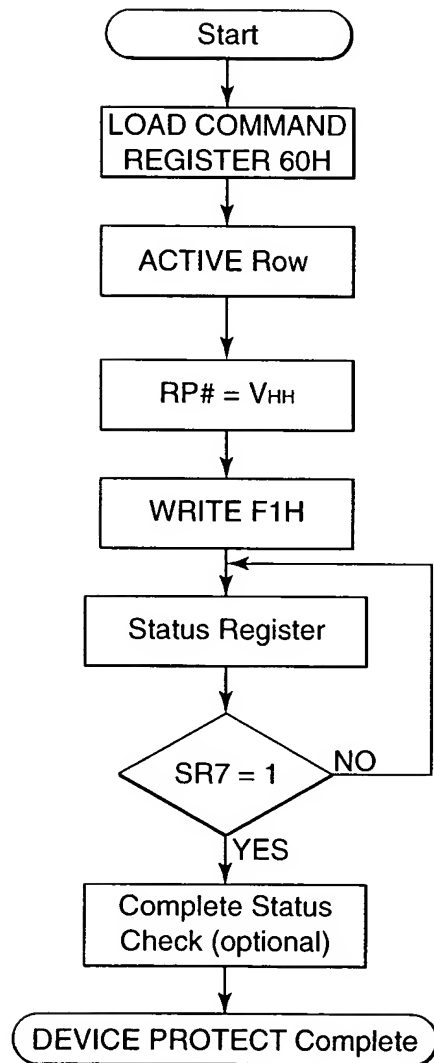 Start
LOAD COMMAND
REGISTER 60H
ACTIVE Row
RP# = VHH
WRITE F1H
Status Register
SR7 = 1
NO
YES
Complete Status
Check (optional)
DEVICE PROTECT Complete